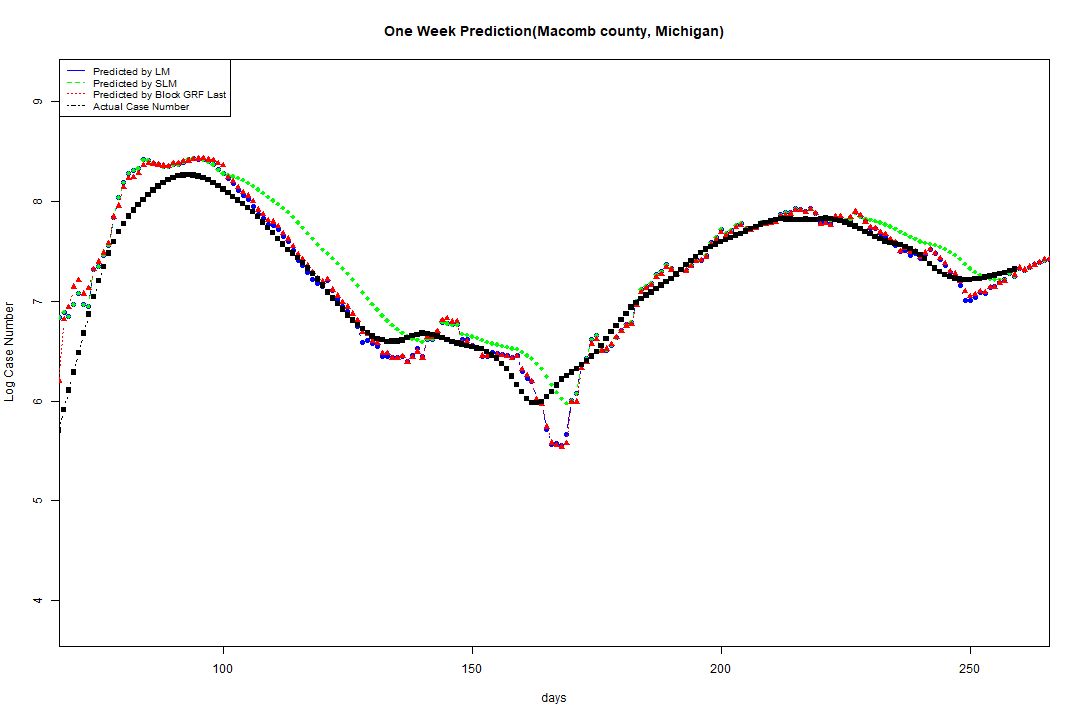 One Week Prediction(Macomb county, Michigan)
Predicted by LM
Predicted by SLM
Predicted by Block GRF Last
Actual Case Number
9
8
7
6
5
4
Log Case Number
100 150 200 250
days